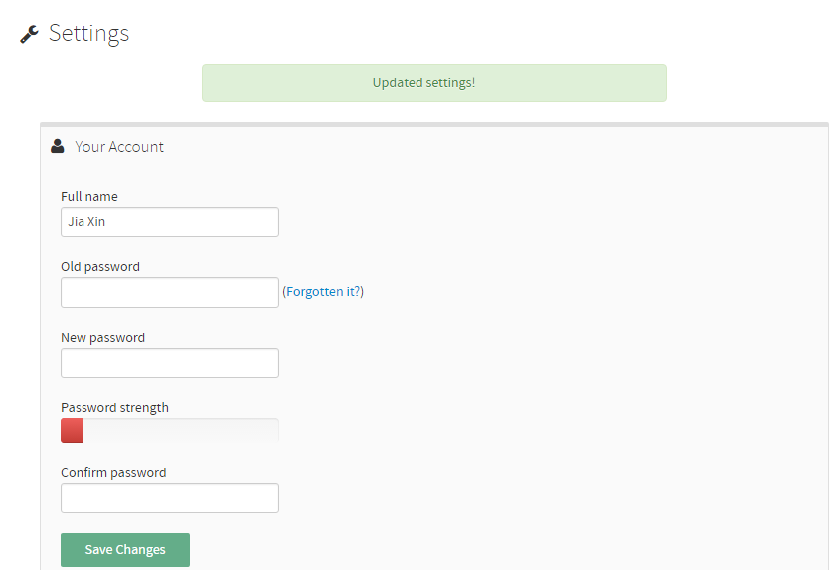 Settings
Updated settings!
Your Account
Full name
Jia Xin
Old password
(Forgotten it?)
New password
Password strength
Confirm password
Save Changes